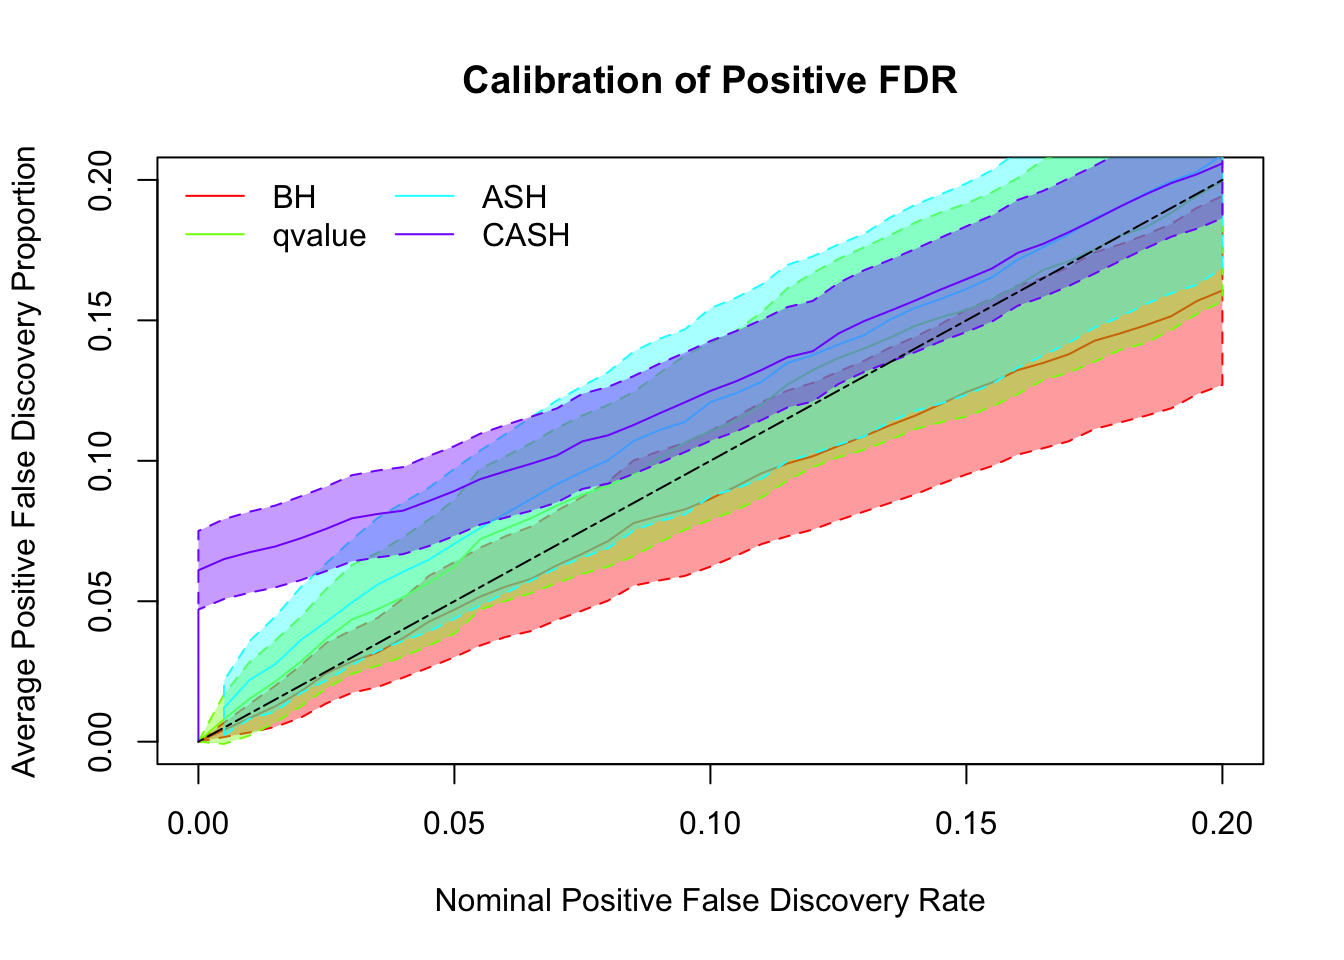 Calibration of Positive FDR
Average Positive False Discovery Proportion
0.20
0.15
0.10
0.05
0.00
BH
qvalue
ASH
CASH
0.00 0.05 0.10 0.15 0.20
Nominal Positive False Discovery Rate